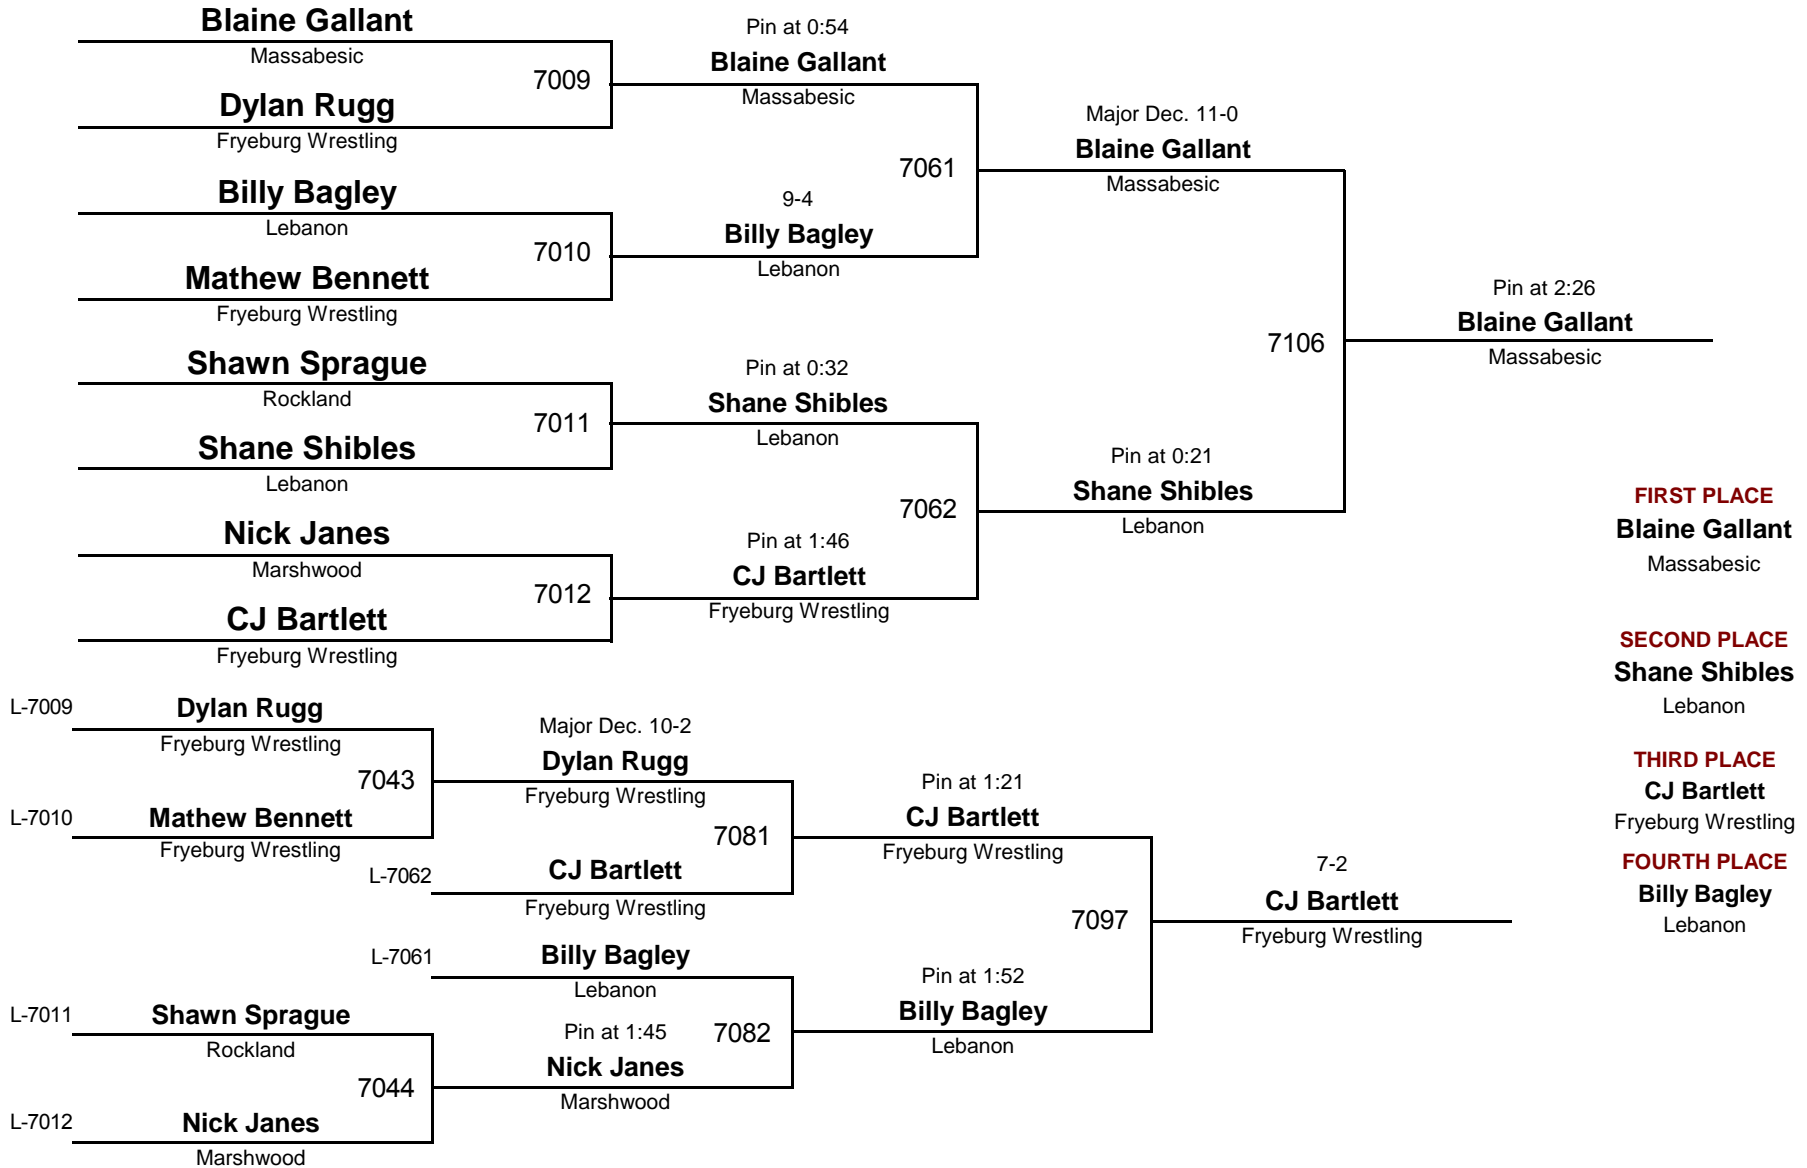 Blaine Gallant
Massabesic
7009
Dylan Rugg
Fryeburg Wrestling
Billy Bagley
Lebanon
7010
Mathew Bennett
Fryeburg Wrestling
Shawn Sprague
Rockland
7011
Shane Shibles
Lebanon
Nick Janes
Marshwood
7012
CJ Bartlett
Fryeburg Wrestling
Pin at 0:54
Blaine Gallant
Massabesic
7061
9-4
Billy Bagley
Lebanon
Pin at 0:32
Shane Shibles
Lebanon
7062
Pin at 1:46
CJ Bartlett
Fryeburg Wrestling
Major Dec. 11-0
Blaine Gallant
Massabesic
7106
Pin at 0:21
Shane Shibles
Lebanon
Pin at 2:26
Blaine Gallant
Massabesic
FIRST PLACE
Blaine Gallant
Massabesic
SECOND PLACE
Shane Shibles
Lebanon
THIRD PLACE
CJ Bartlett
Fryeburg Wrestling
FOURTH PLACE
Billy Bagley
Lebanon
L-7009
Dylan Rugg
Fryeburg Wrestling
7043
L-7010
Mathew Bennett
Fryeburg Wrestling
Major Dec. 10-2
Dylan Rugg
Fryeburg Wrestling
7081
L-7062
CJ Bartlett
Fryeburg Wrestling
L-7061
Billy Bagley
Lebanon
7082
L-7011
Shawn Sprague
Rockland
7044
L-7012
Nick Janes
Marshwood
Pin at 1:45
Nick Janes
Marshwood
Pin at 1:21
CJ Bartlett
Fryeburg Wrestling
7097
Pin at 1:52
Billy Bagley
Lebanon
7-2
CJ Bartlett
Fryeburg Wrestling